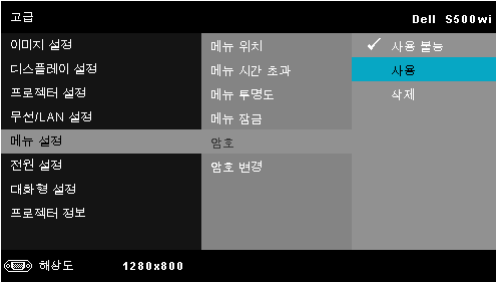 고급 Dell S500wi
이미지 설정 메뉴 위치 사용 불능
디스플레이 설정 메뉴 시간 초과 사용
프로젝터 설정 메뉴 투명도 삭제
무선/LAN 설정 메뉴 잠금
메뉴 설정 암호
전원 설정 암호 변경
대화형 설정
프로젝터 정보
해상도 1280x800